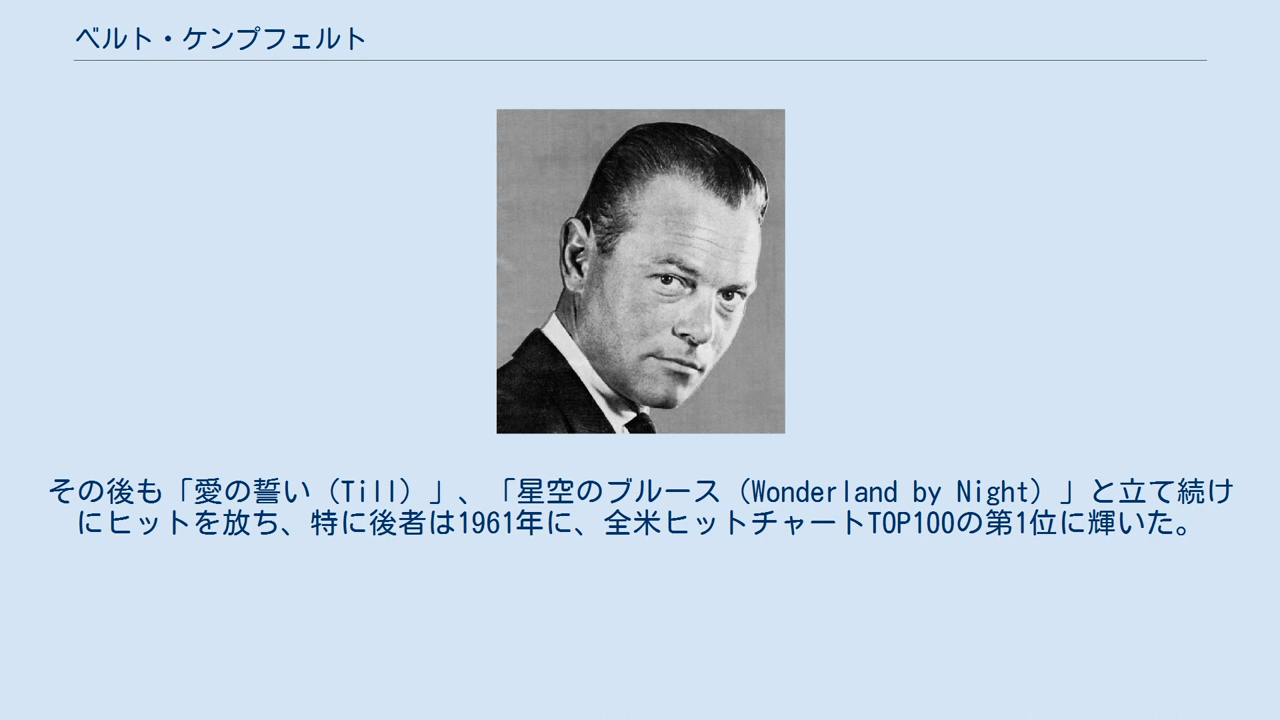 ベルト・ケンプフェルト
その後も「愛の誓い（Till）」、「星空のブルース（Wonderland by Night）」と立て続け
にヒットを放ち、特に後者は1961年に、全米ヒットチャートTOP100の第1位に輝いた。